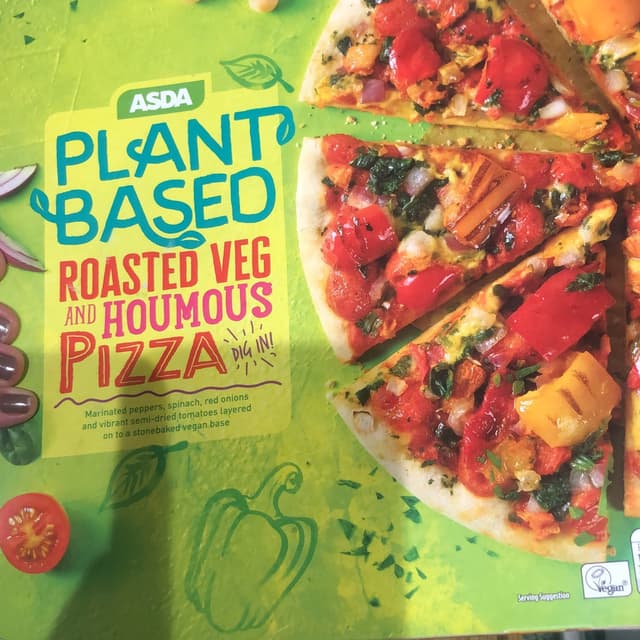 ASDA
PLANT
BASED
ROASTED VEG
AND HOUMOUS
PIZZA
DIG IN!
Marinated peppers, spinach, red onions
and vibrant semi-dried tomatoes layered
on to a stonebaked vegan base
Serving Suggestion
Vegan